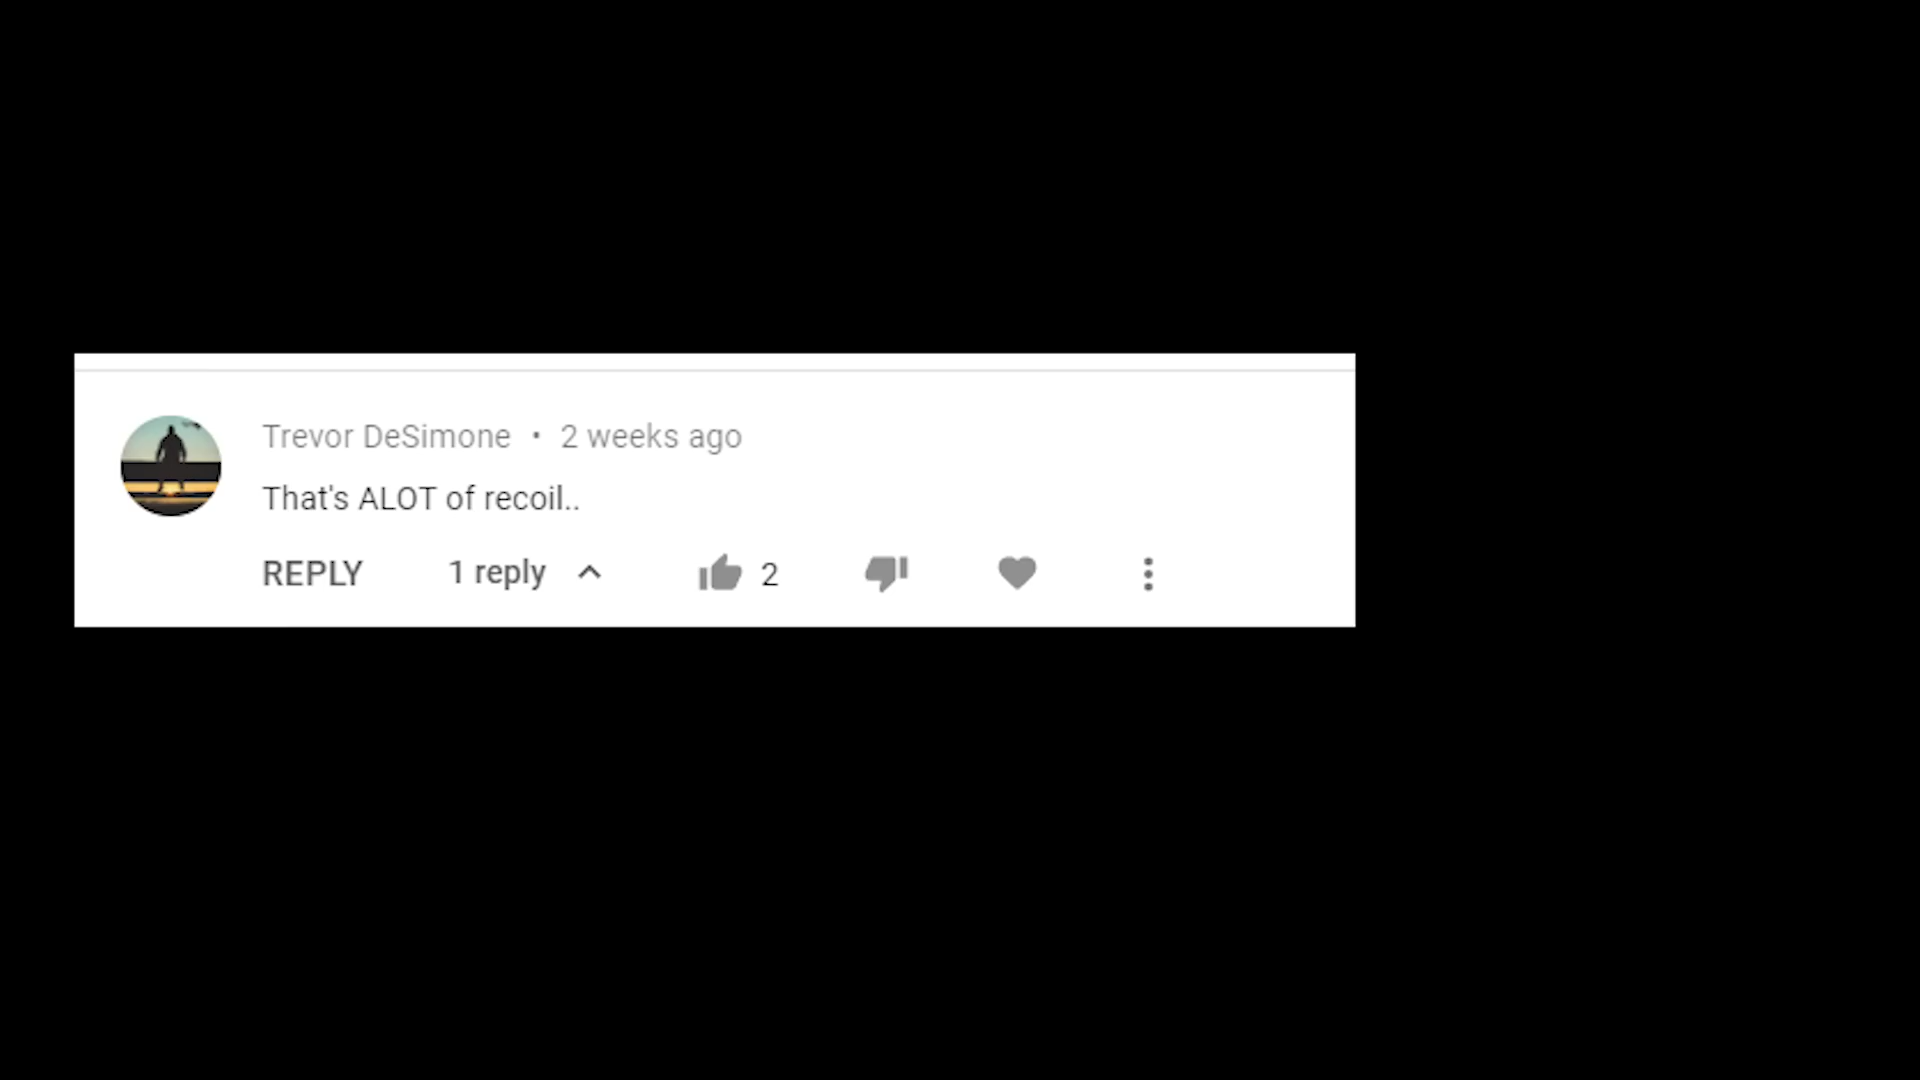 Trevor DeSimone • 2 weeks ago
That's ALOT of recoil..
REPLY 1 reply 2